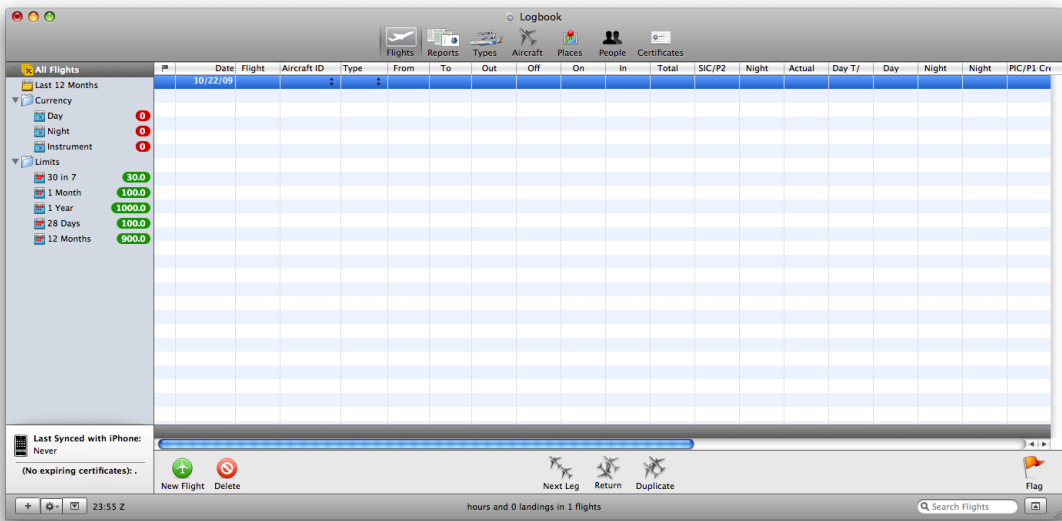 Logbook
Flights Reports Types Aircraft Places People Certificates
All Flights
Last 12 Months
Currency
Day 0
Night 0
Instrument 0
Limits
30 in 7 30.0
1 Month 100.0
1 Year 1000.0
28 Days 100.0
12 Months 900.0
Date Flight Aircraft ID Type From To Out Off On In Total SIC/P2 Night Actual Day T/ Day Night Night PIC/P1 Cre
10/22/09
Last Synced with iPhone:
Never
(No expiring certificates): .
New Flight Delete Next Leg Return Duplicate Flag
23:55 Z
hours and 0 landings in 1 flights
Search Flights